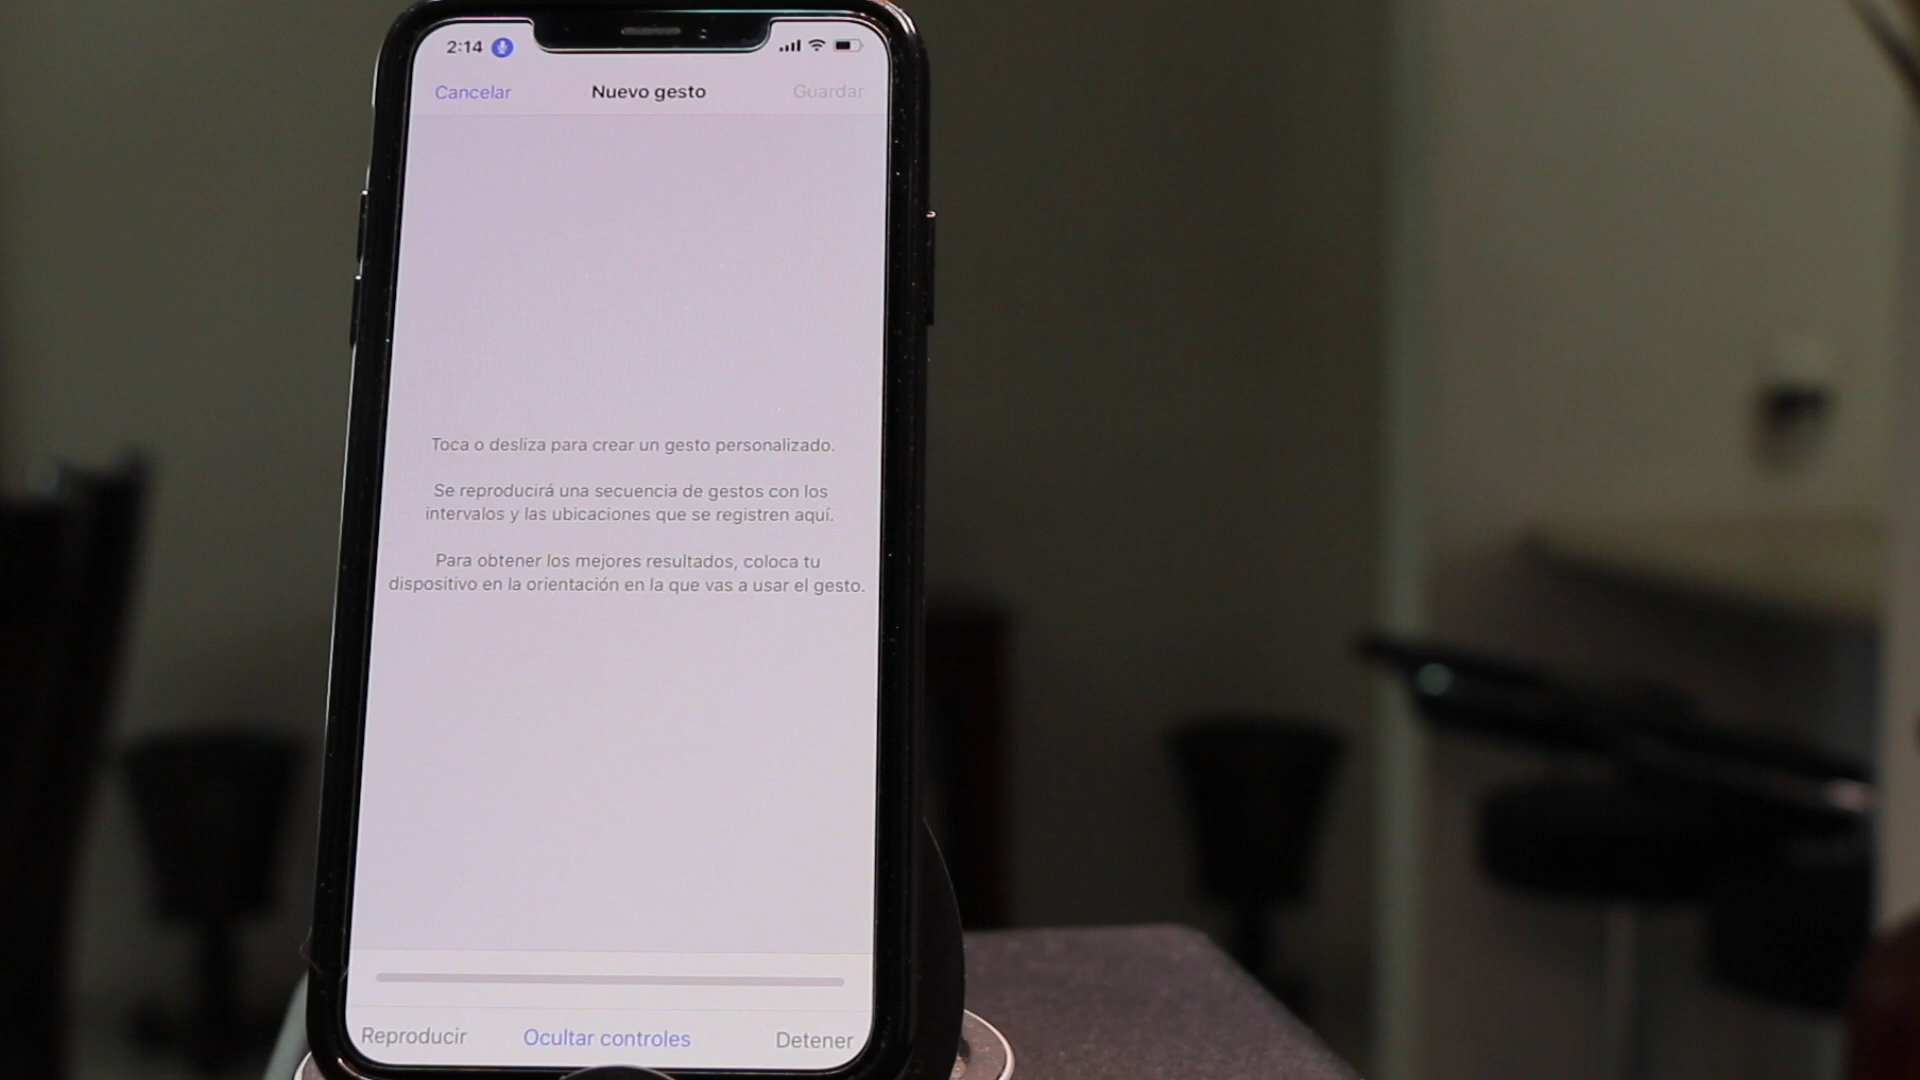 2:14
Cancelar Nuevo gesto Guardar
Toca o desliza para crear un gesto personalizado.
Se reproducirá una secuencia de gestos con los
intervalos y las ubicaciones que se registren aquí.
Para obtener los mejores resultados, coloca tu
dispositivo en la orientación en la que vas a usar el gesto.
Reproducir Ocultar controles Detener